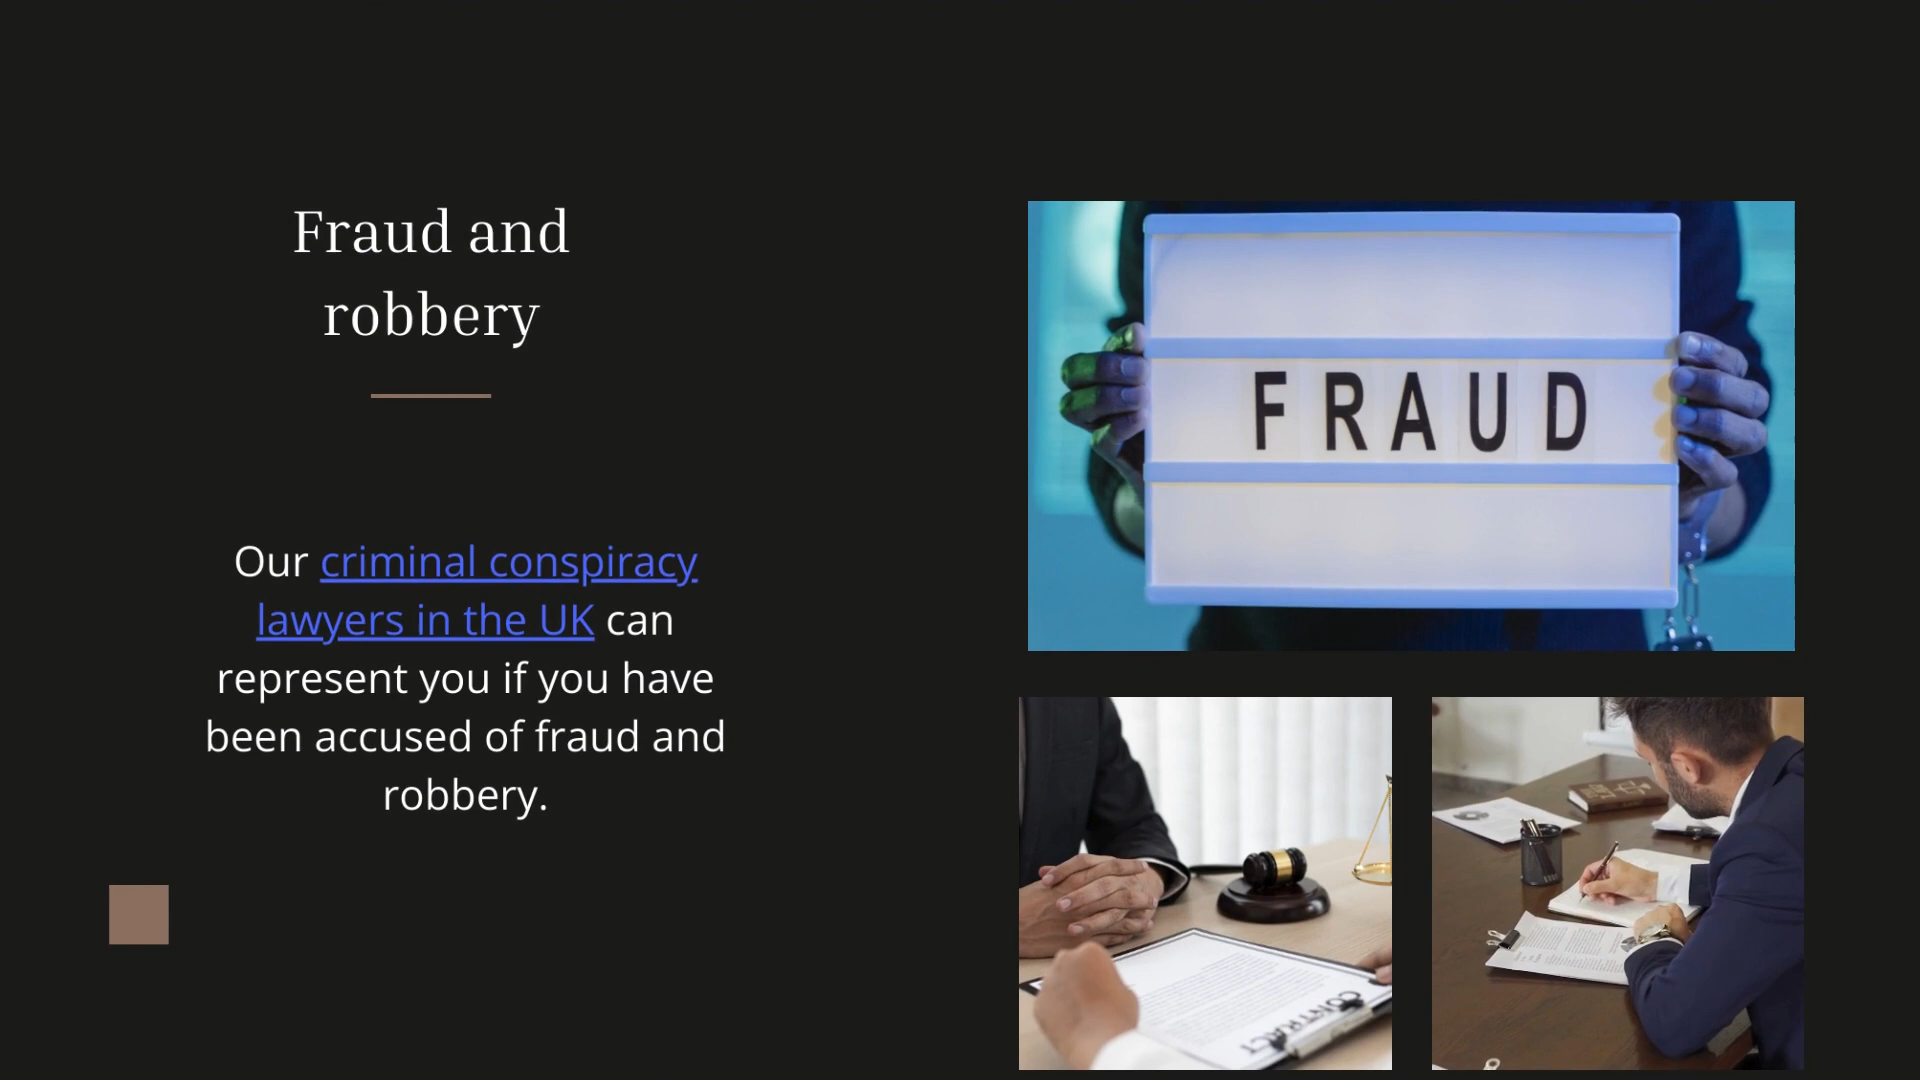 Fraud and
robbery
Our criminal conspiracy
lawyers in the UK can
represent you if you have
been accused of fraud and
robbery.
FRAUD
CONTRACT